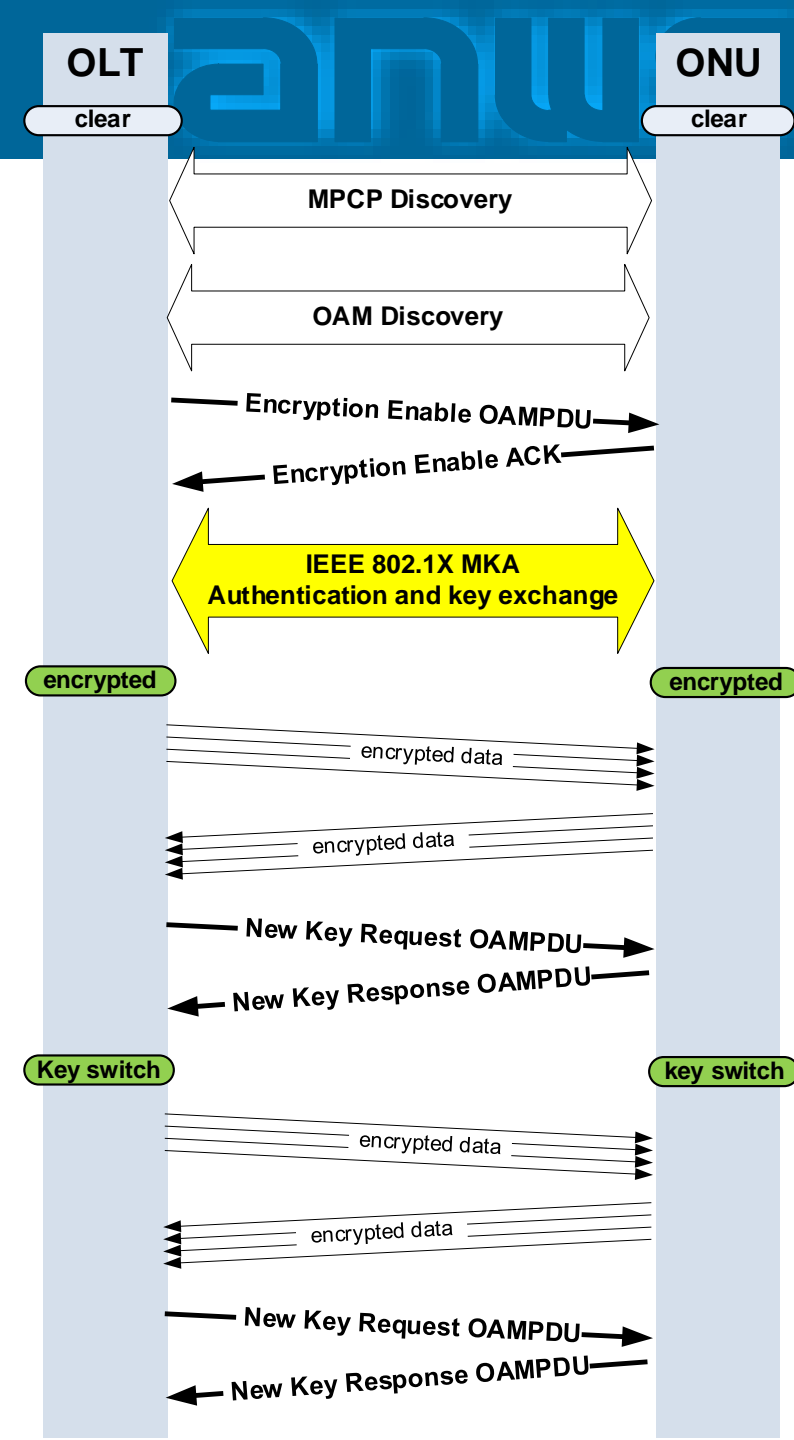 OLT
ONU
clear
clear
MPCP Discovery
OAM Discovery
Encryption Enable OAMPDU
Encryption Enable ACK
IEEE 802.1X MKA
Authentication and key exchange
encrypted
encrypted
encrypted data
encrypted data
New Key Request OAMPDU
New Key Response OAMPDU
Key switch
key switch
encrypted data
encrypted data
New Key Request OAMPDU
New Key Response OAMPDU